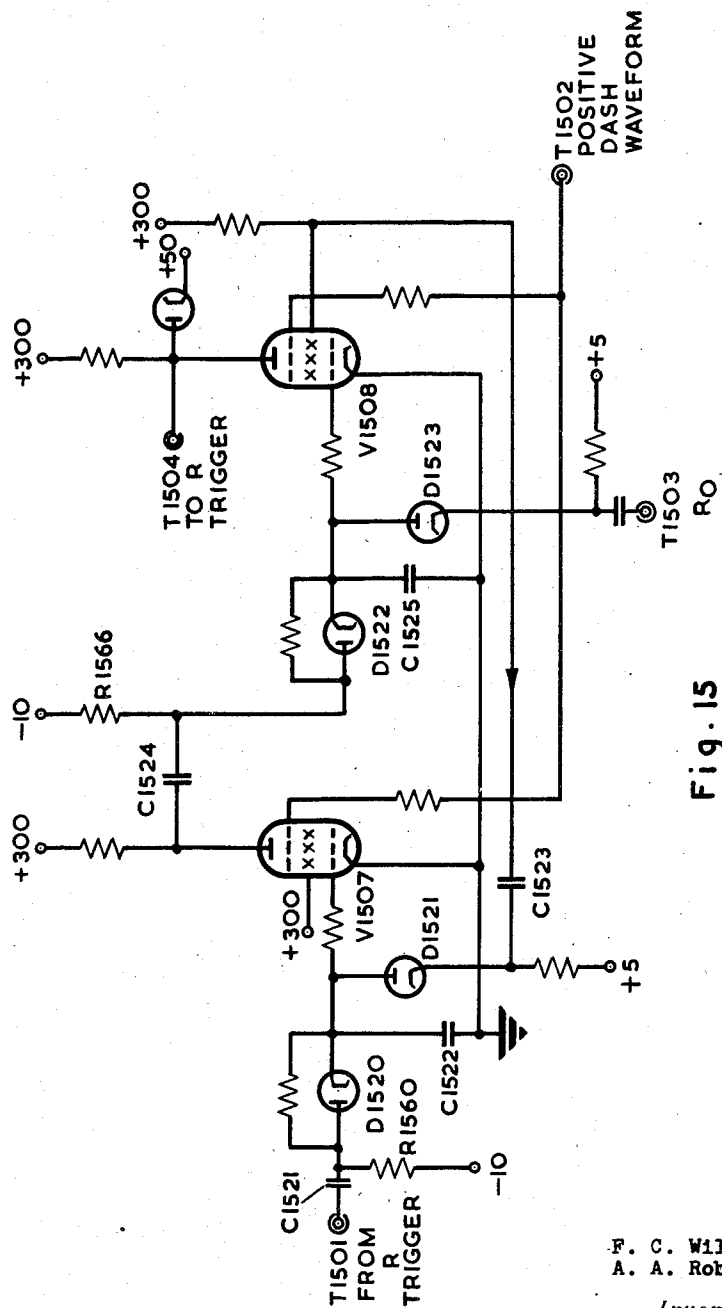 +300
+300
+50
T1504
TO R
TRIGGER
-10
R1566
+300
C1524
V1508
D1523
D1522
C1525
+5
T1503
R0
T1502
POSITIVE
DASH
WAVEFORM
+300
V1507
D1521
C1523
+5
D1520
C1522
R1560
-10
C1521
T1501
FROM
R
TRIGGER
Fig. 15
F. C. Wil
A. A. Rob